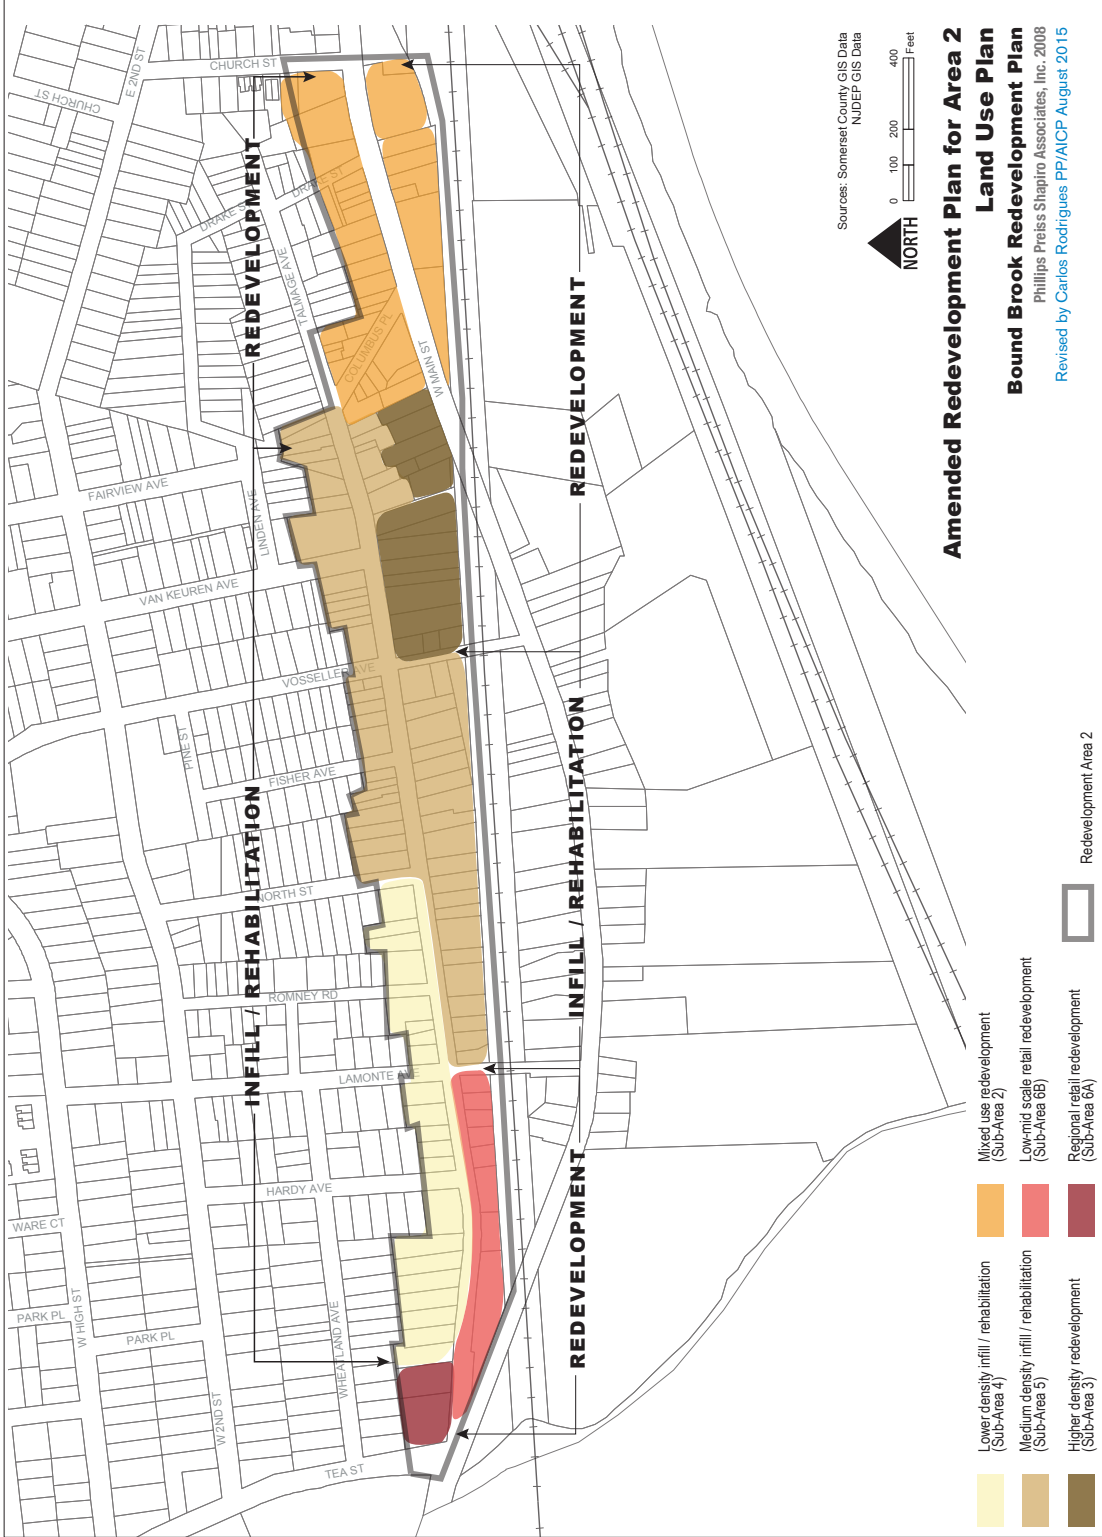 Amended Redevelopment Plan for Area 2
Land Use Plan
Bound Brook Redevelopment Plan
Phillips Preiss Shapiro Associates, Inc. 2008
Revised by Carlos Rodrigues PP/AICP August 2015
Sources: Somerset County GIS Data
NJDEP GIS Data
0 100 200 400
Feet
NORTH
REDEVELOPMENT
INFILL / REHABILITATION
REDEVELOPMENT
INFILL / REHABILITATION
REDEVELOPMENT
CHURCH ST
E 2ND ST
CHURCH ST
DRAKE ST
DRAKE ST
TALMAGE AVE
COLUMBUS PL
W MAIN ST
FAIRVIEW AVE
LINDEN AVE
VAN KEUREN AVE
VOSSELLER AVE
PINE ST
FISHER AVE
NORTH ST
ROMNEY RD
LAMONTE AVE
HARDY AVE
WARE CT
PARK PL
W HIGH ST
PARK PL
WHEATLAND AVE
W 2ND ST
TEA ST
Lower density infill / rehabilitation
(Sub-Area 4)
Medium density infill / rehabilitation
(Sub-Area 5)
Higher density redevelopment
(Sub-Area 3)
Mixed use redevelopment
(Sub-Area 2)
Low-mid scale retail redevelopment
(Sub-Area 6B)
Regional retail redevelopment
(Sub-Area 6A)
Redevelopment Area 2